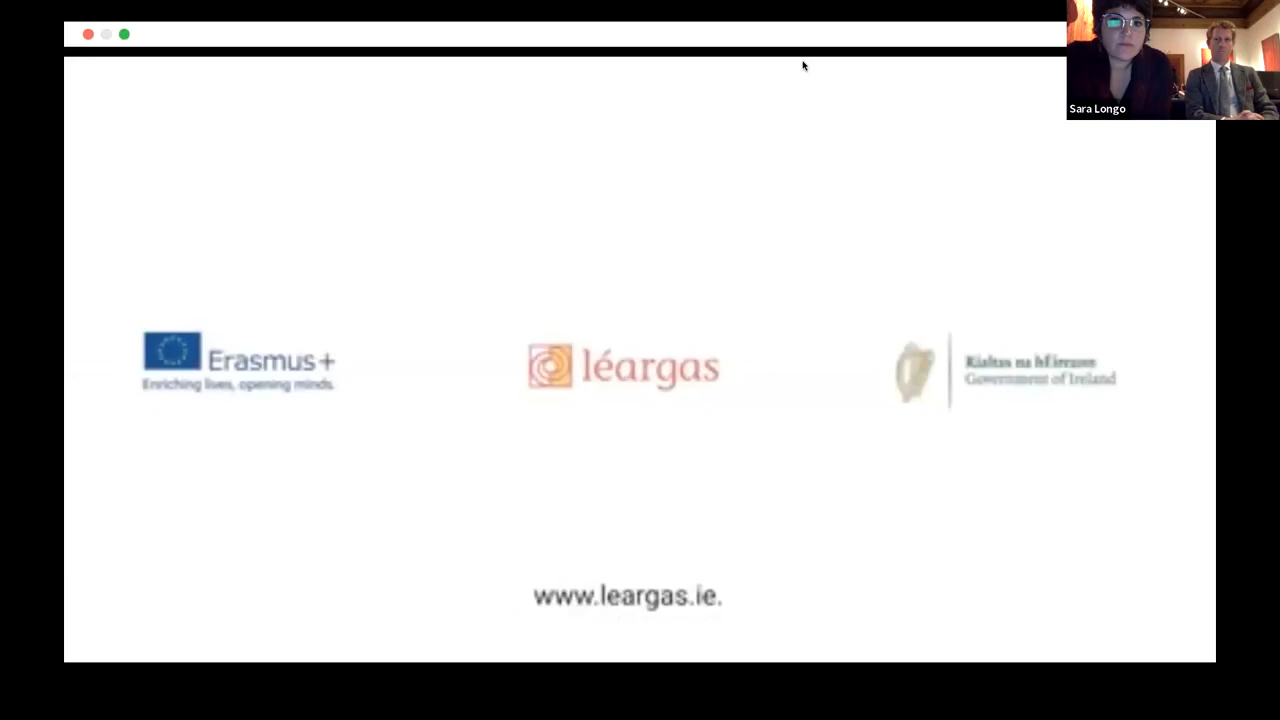 Sara Longo
Erasmus+
Enriching lives, opening minds.
léargas
Rialtas na hÉireann
Government of Ireland
www.leargas.ie.